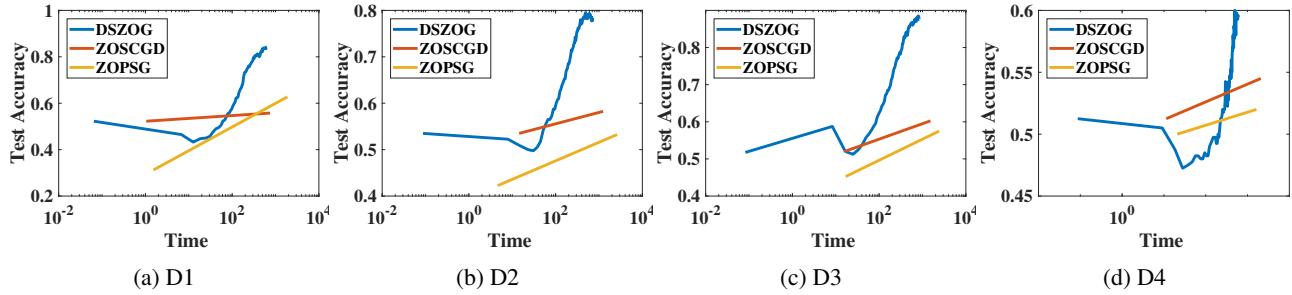 Test Accuracy
1
0.8
0.6
0.4
0.2
DSZOG
ZOSCGD
ZOPSG
10^-2 10^0 10^2 10^4
Time
(a) D1
Test Accuracy
0.8
0.7
0.6
0.5
0.4
DSZOG
ZOSCGD
ZOPSG
10^-2 10^0 10^2 10^4
Time
(b) D2
Test Accuracy
0.8
0.7
0.6
0.5
0.4
DSZOG
ZOSCGD
ZOPSG
10^-2 10^0 10^2 10^4
Time
(c) D3
Test Accuracy
0.6
0.55
0.5
0.45
DSZOG
ZOSCGD
ZOPSG
10^0
Time
(d) D4